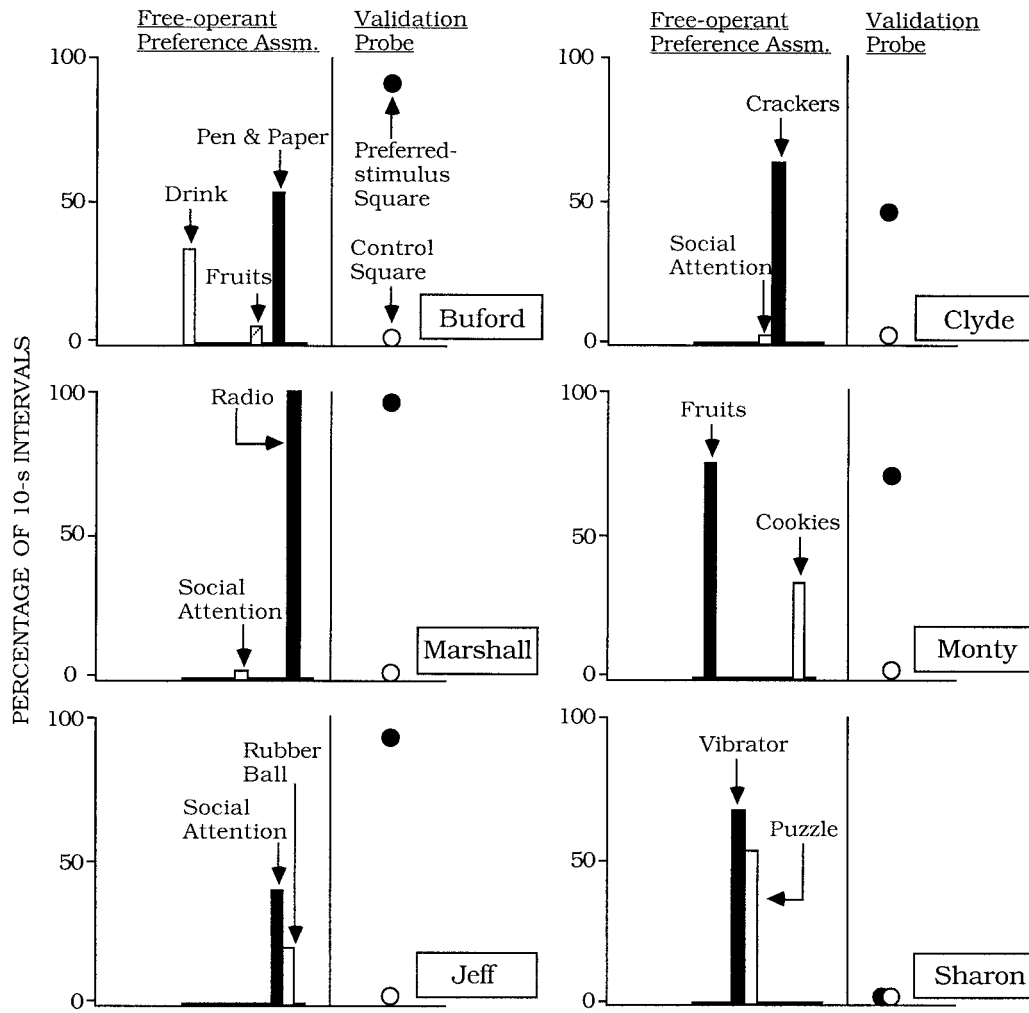 Free-operant
Preference Assm.
Validation
Probe
100
50
0
Drink
Fruits
Pen & Paper
Preferred-
stimulus
Square
Control
Square
Buford
Free-operant
Preference Assm.
Validation
Probe
100
50
0
Crackers
Social
Attention
Clyde
PERCENTAGE OF 10-s INTERVALS
100
50
0
Radio
Social
Attention
Marshall
100
50
0
Fruits
Cookies
Monty
100
50
0
Rubber
Ball
Social
Attention
Jeff
100
50
0
Vibrator
Puzzle
Sharon